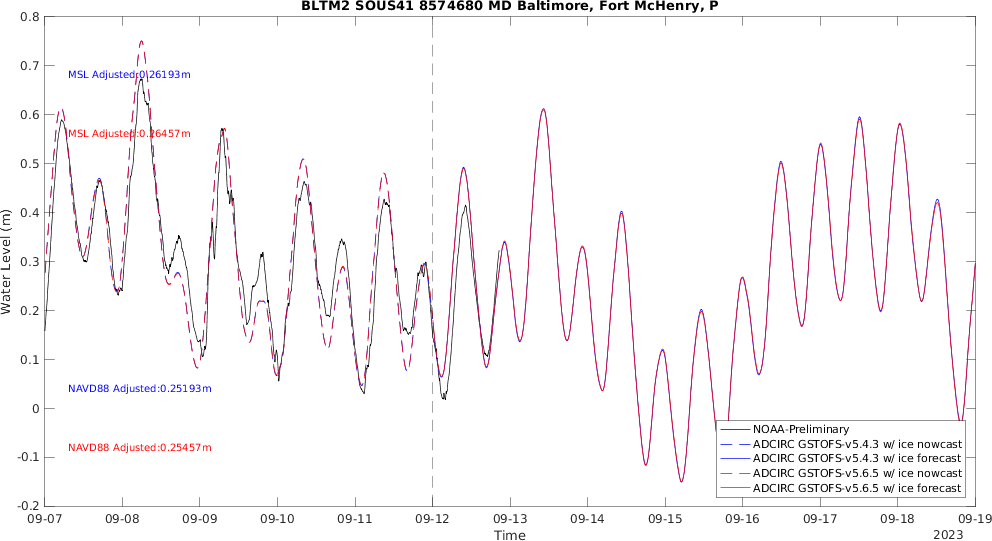 BLTM2 SOUS41 8574680 MD Baltimore, Fort McHenry, P
0.8
0.7
0.6
0.5
0.4
0.3
0.2
0.1
0
-0.1
-0.2
Water Level (m)
MSL Adjusted:0.26193m
MSL Adjusted:0.26457m
NAVD88 Adjusted:0.25193m
NAVD88 Adjusted:0.25457m
NOAA-Preliminary
ADCIRC GSTOFS-v5.4.3 w/ ice nowcast
ADCIRC GSTOFS-v5.4.3 w/ ice forecast
ADCIRC GSTOFS-v5.6.5 w/ ice nowcast
ADCIRC GSTOFS-v5.6.5 w/ ice forecast
09-07 09-08 09-09 09-10 09-11 09-12 09-13 09-14 09-15 09-16 09-17 09-18 09-19
Time
2023